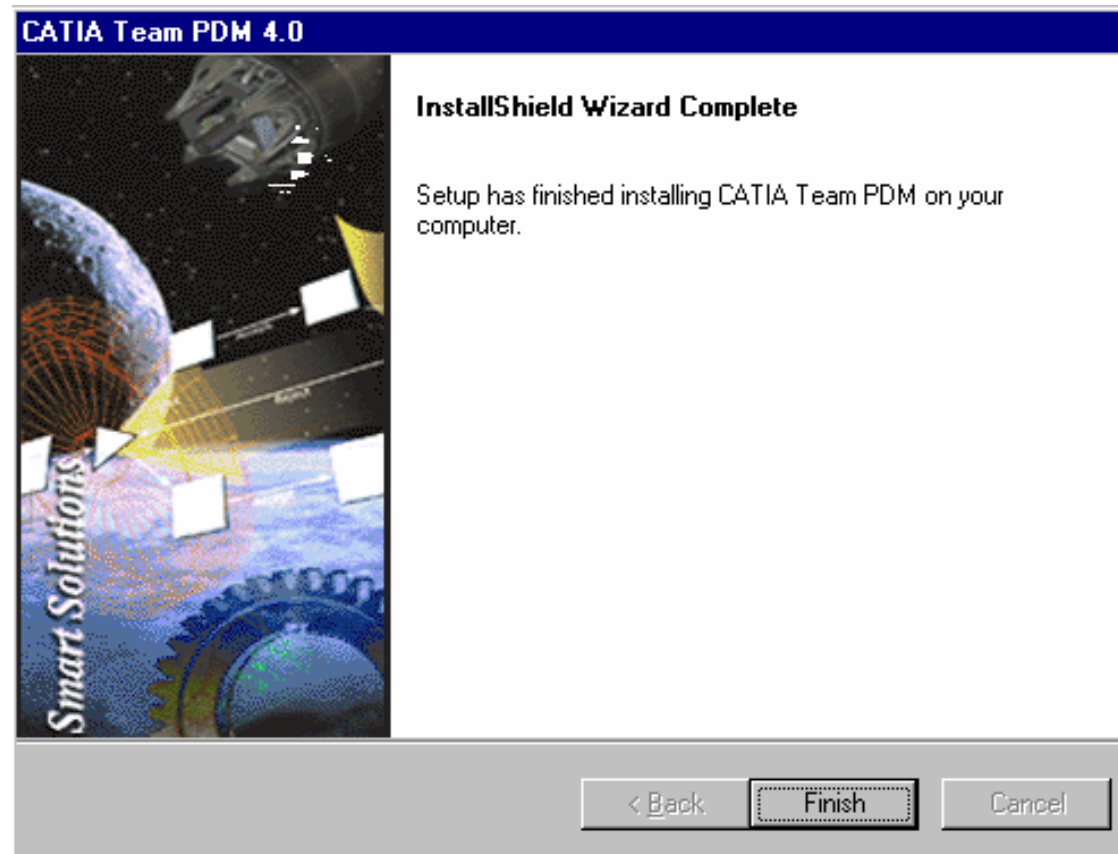 CATIA Team PDM 4.0
InstallShield Wizard Complete
Setup has finished installing CATIA Team PDM on your
computer.
Reject
Smart Solutions
< Back
Finish
Cancel